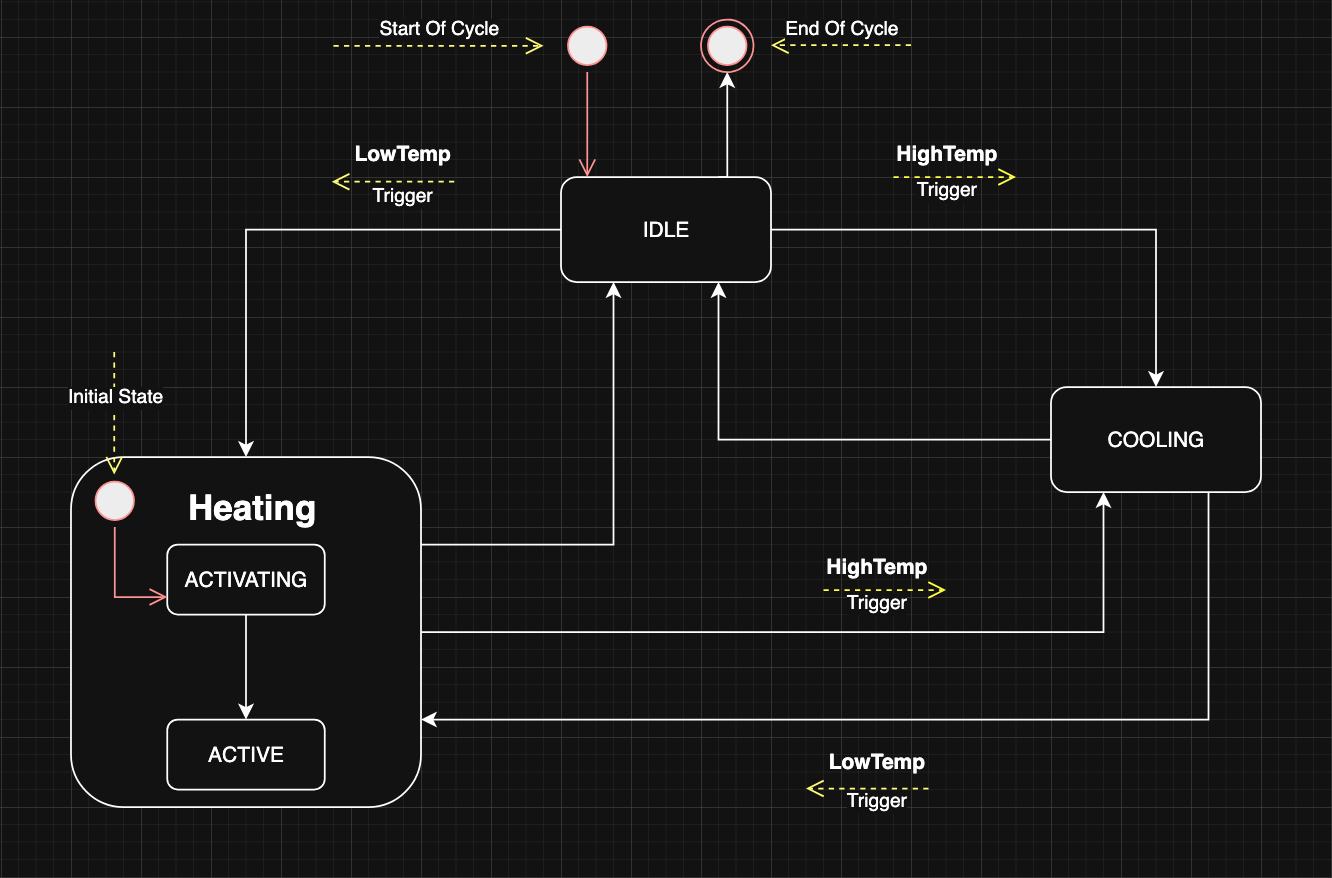 Start Of Cycle
End Of Cycle
LowTemp
Trigger
HighTemp
Trigger
IDLE
Initial State
COOLING
Heating
ACTIVATING
HighTemp
Trigger
ACTIVE
LowTemp
Trigger